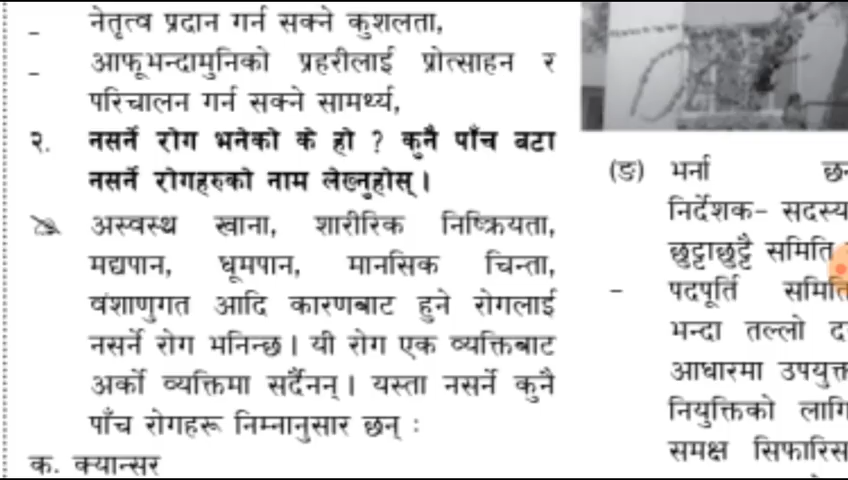 - नेतृत्व प्रदान गर्न सक्ने कुशलता,
- आफूभन्दामुनिको प्रहरीलाई प्रोत्साहन र
परिचालन गर्न सक्ने सामर्थ्य,
२. नसर्ने रोग भनेको के हो ? कुनै पाँच वटा
नसर्ने रोगहरुको नाम लेख्नुहोस् ।
अस्वस्थ खाना, शारीरिक निष्क्रियता,
मद्यपान, धूमपान, मानसिक चिन्ता,
वंशाणुगत आदि कारणबाट हुने रोगलाई
नसर्ने रोग भनिन्छ । यी रोग एक व्यक्तिबाट
अर्को व्यक्तिमा सर्दैनन् । यस्ता नसर्ने कुनै
पाँच रोगहरू निम्नानुसार छन् :
क. क्यान्सर
(ङ) भर्ना
निर्देशक- सदस्य
छुट्टाछुट्टै समिति
- पदपूर्ति समिति
भन्दा तल्लो
आधारमा उपयुक्त
नियुक्तिको
समक्ष सिफारिस